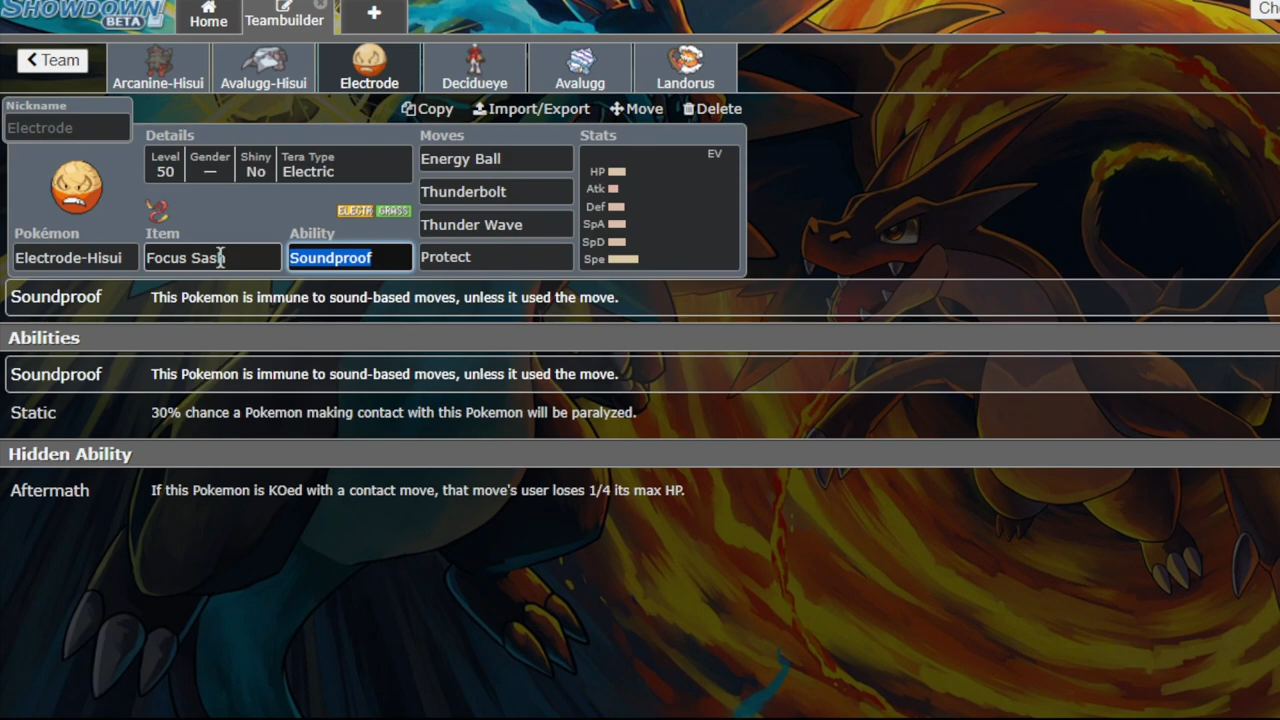 SHOWDOWN
BETA
Home
Teambuilder
+
Ch
< Team
Arcanine-Hisui
Avalugg-Hisui
Electrode
Decidueye
Avalugg
Landorus
Nickname
Electrode
Copy
Import/Export
Move
Delete
Details
Moves
Stats
Level
50
Gender
—
Shiny
No
Tera Type
Electric
Energy Ball
Thunderbolt
Thunder Wave
Protect
EV
HP
Atk
Def
SpA
SpD
Spe
ELECTR GRASS
Pokémon
Item
Ability
Electrode-Hisui
Focus Sash
Soundproof
Soundproof This Pokemon is immune to sound-based moves, unless it used the move.
Abilities
Soundproof This Pokemon is immune to sound-based moves, unless it used the move.
Static 30% chance a Pokemon making contact with this Pokemon will be paralyzed.
Hidden Ability
Aftermath If this Pokemon is KOed with a contact move, that move's user loses 1/4 its max HP.